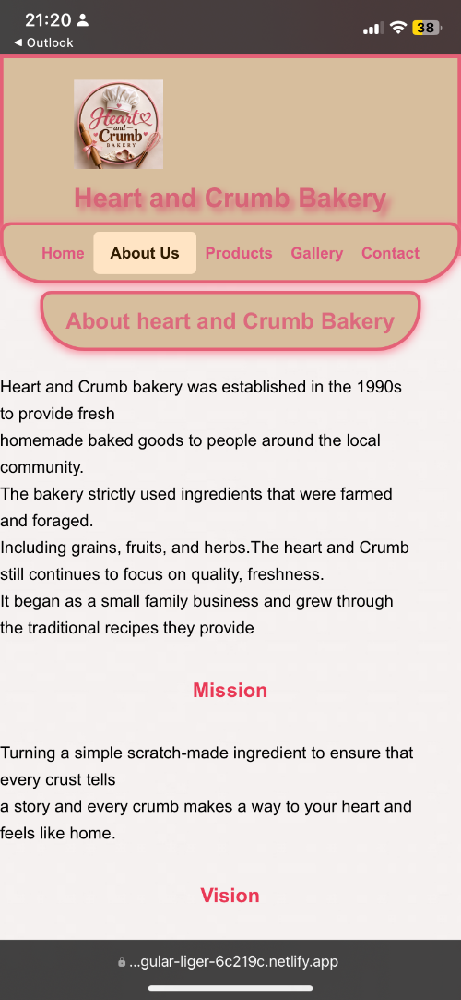 21:20
38
◀ Outlook
Heart
and
Crumb
BAKERY
Heart and Crumb Bakery
Home About Us Products Gallery Contact
About heart and Crumb Bakery
Heart and Crumb bakery was established in the 1990s
to provide fresh
homemade baked goods to people around the local
community.
The bakery strictly used ingredients that were farmed
and foraged.
Including grains, fruits, and herbs.The heart and Crumb
still continues to focus on quality, freshness.
It began as a small family business and grew through
the traditional recipes they provide
Mission
Turning a simple scratch-made ingredient to ensure that
every crust tells
a story and every crumb makes a way to your heart and
feels like home.
Vision
...gular-liger-6c219c.netlify.app